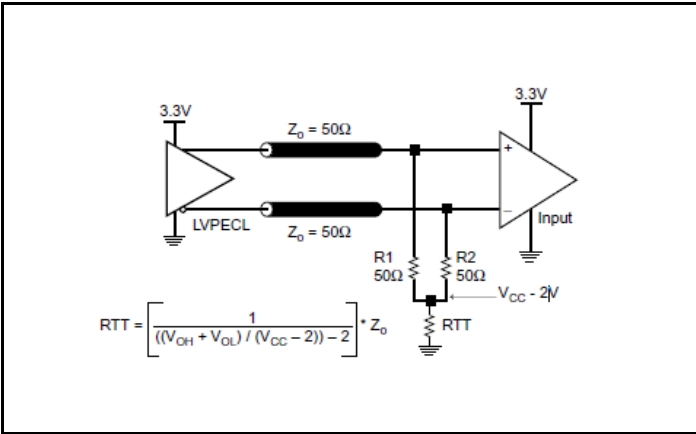 3.3V
3.3V
Zo = 50Ω
+
LVPECL
–
Input
Zo = 50Ω
R1
50Ω
R2
50Ω
VCC - 2V
RTT = [ 1 / ((VOH + VOL) / (VCC – 2)) – 2 ] * Zo
RTT